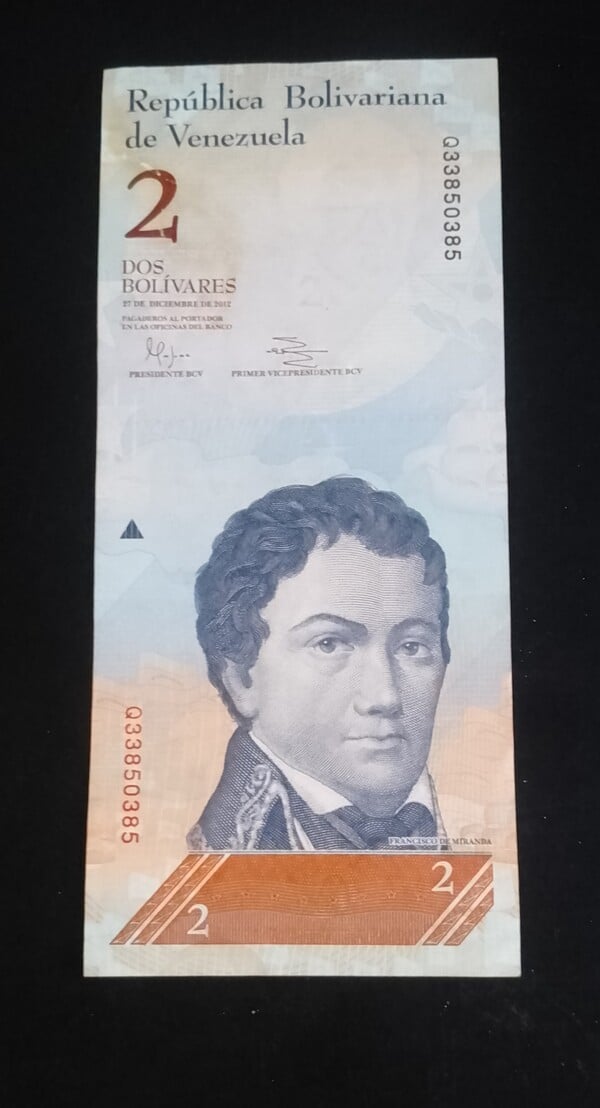 República Bolivariana
de Venezuela
Q33850385
2
DOS
BOLÍVARES
27 DE DICIEMBRE DE 2012
PAGADEROS AL PORTADOR
EN LAS OFICINAS DEL BANCO
PRESIDENTE BCV
PRIMER VICEPRESIDENTE BCV
Q33850385
FRANCISCO DE MIRANDA
2
2